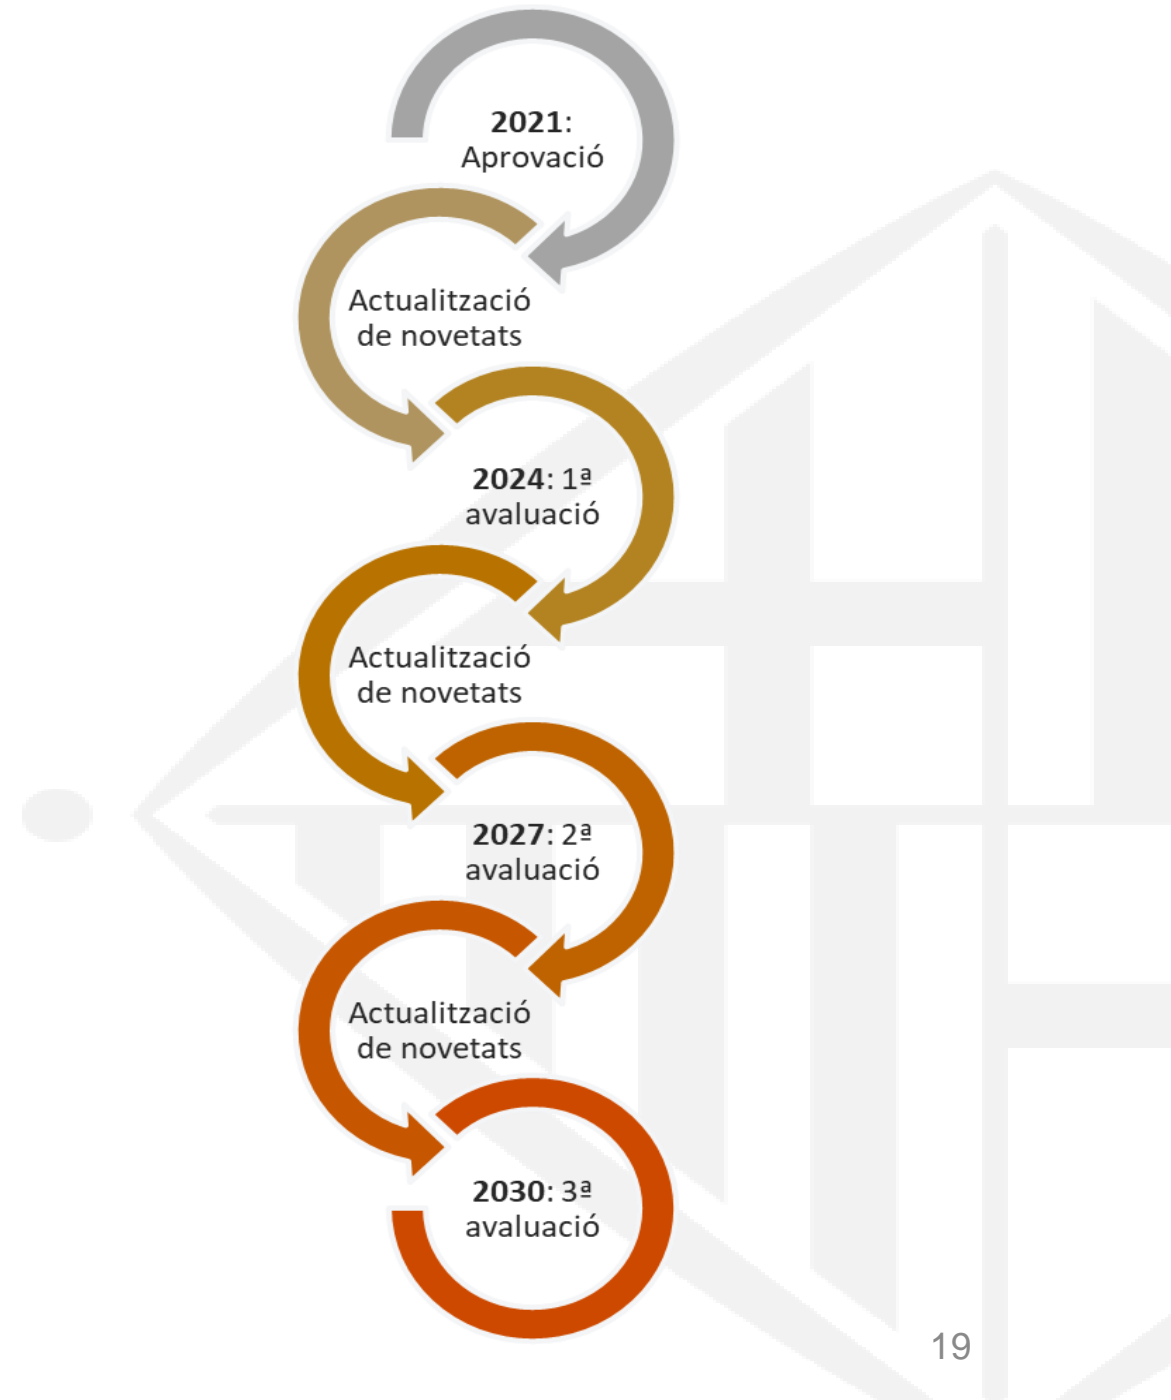 2021:
Aprovació
Actualització
de novetats
2024: 1ª
avaluació
Actualització
de novetats
2027: 2ª
avaluació
Actualització
de novetats
2030: 3ª
avaluació
19